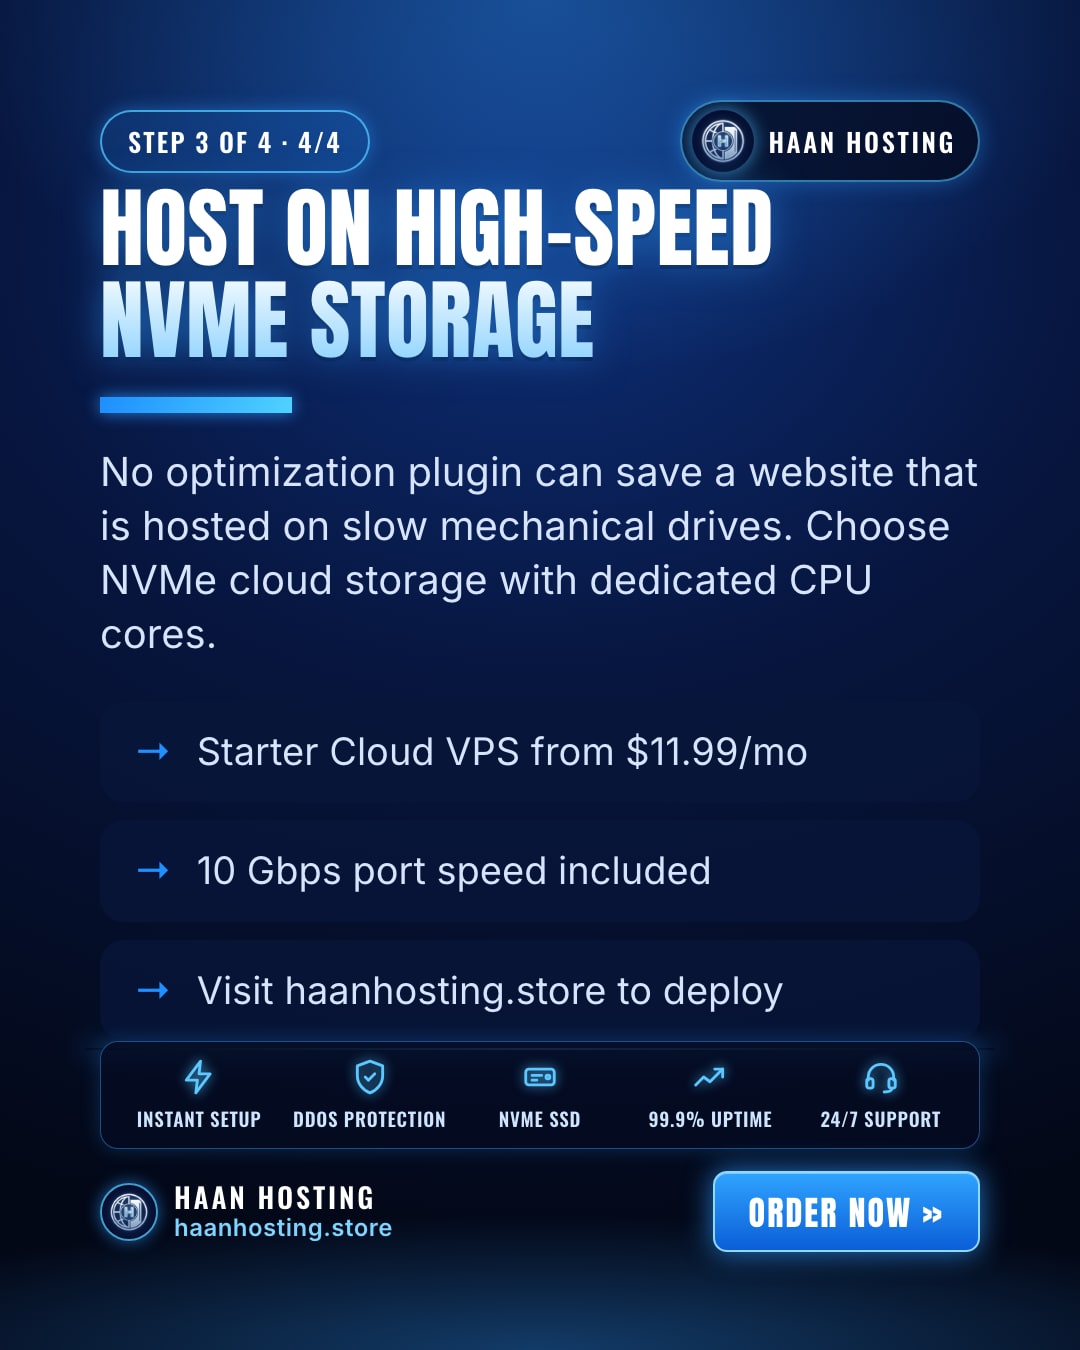 STEP 3 OF 4 · 4/4
HAAN HOSTING
HOST ON HIGH-SPEED
NVME STORAGE
No optimization plugin can save a website that
is hosted on slow mechanical drives. Choose
NVMe cloud storage with dedicated CPU
cores.
→ Starter Cloud VPS from $11.99/mo
→ 10 Gbps port speed included
→ Visit haanhosting.store to deploy
INSTANT SETUP
DDOS PROTECTION
NVME SSD
99.9% UPTIME
24/7 SUPPORT
HAAN HOSTING
haanhosting.store
ORDER NOW »